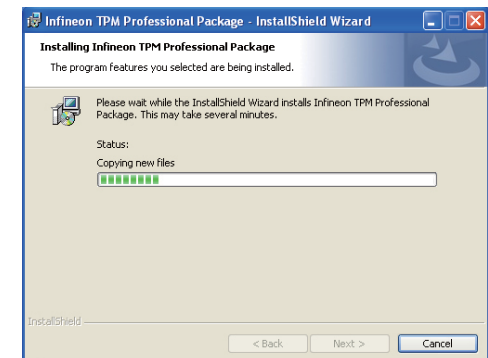 Infineon TPM Professional Package - InstallShield Wizard
Installing Infineon TPM Professional Package
The program features you selected are being installed.
Please wait while the InstallShield Wizard installs Infineon TPM Professional
Package. This may take several minutes.
Status:
Copying new files
InstallShield
< Back Next > Cancel